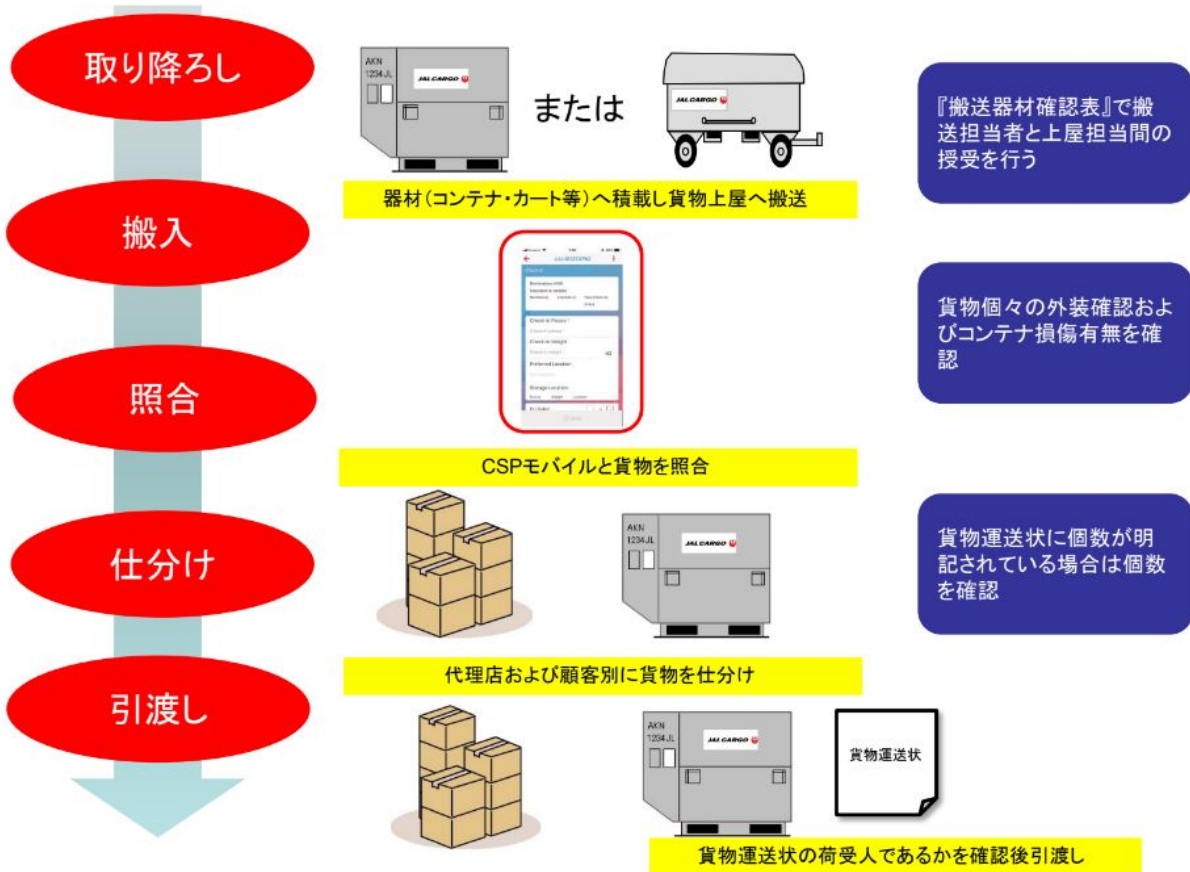 取り降ろし
AKN
1234 JL
JAL CARGO
または
JAL CARGO
『搬送器材確認表』で搬
送担当者と上屋担当間の
授受を行う
器材(コンテナ・カート等)へ積載し貨物上屋へ搬送
搬入
貨物個々の外装確認およ
びコンテナ損傷有無を確
認
照合
CSPモバイルと貨物を照合
仕分け
AKN
1234 JL
JAL CARGO
貨物運送状に個数が明
記されている場合は個数
を確認
代理店および顧客別に貨物を仕分け
引渡し
AKN
1234 JL
JAL CARGO
貨物運送状
貨物運送状の荷受人であるかを確認後引渡し